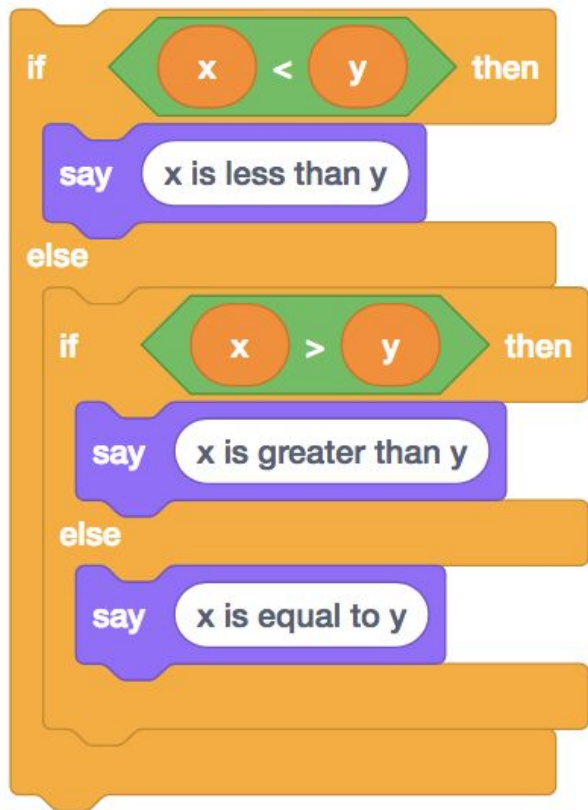 if x < y then
say x is less than y
else
if x > y then
say x is greater than y
else
say x is equal to y